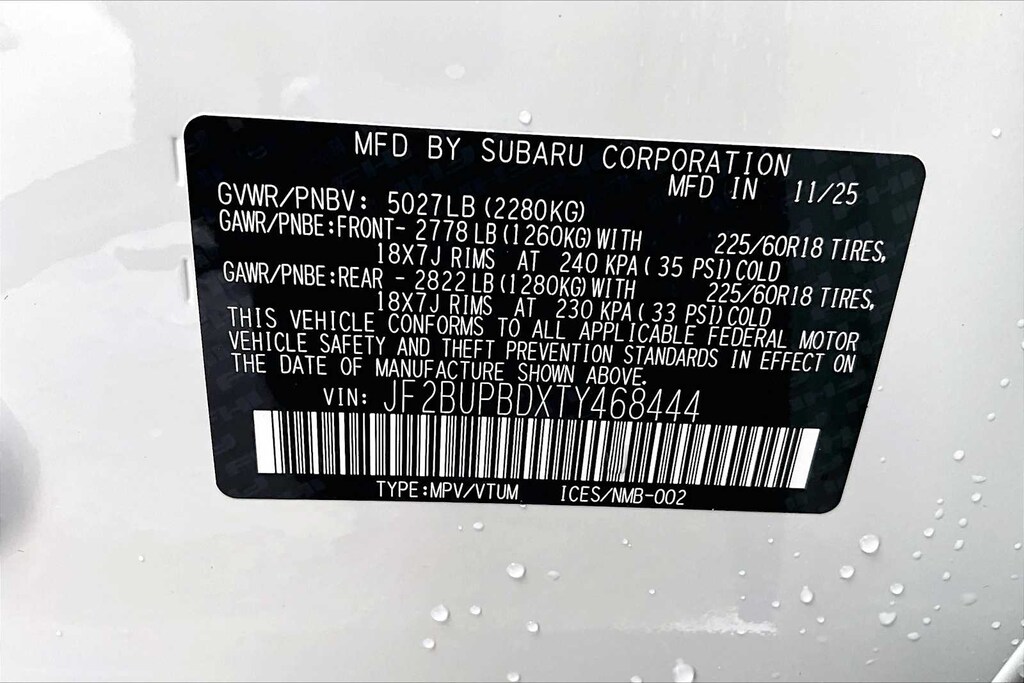 MFD BY SUBARU CORPORATION
MFD IN 11/25
GVWR/PNBV: 5027LB (2280KG)
GAWR/PNBE:FRONT- 2778 LB (1260KG) WITH 225/60R18 TIRES,
18X7J RIMS AT 240 KPA ( 35 PSI) COLD
GAWR/PNBE:REAR - 2822 LB (1280KG) WITH 225/60R18 TIRES,
18X7J RIMS AT 230 KPA ( 33 PSI) COLD
THIS VEHICLE CONFORMS TO ALL APPLICABLE FEDERAL MOTOR
VEHICLE SAFETY AND THEFT PREVENTION STANDARDS IN EFFECT ON
THE DATE OF MANUFACTURE SHOWN ABOVE.
VIN: JF2BUPBDXTY468444
TYPE:MPV/VTUM ICES/NMB-002